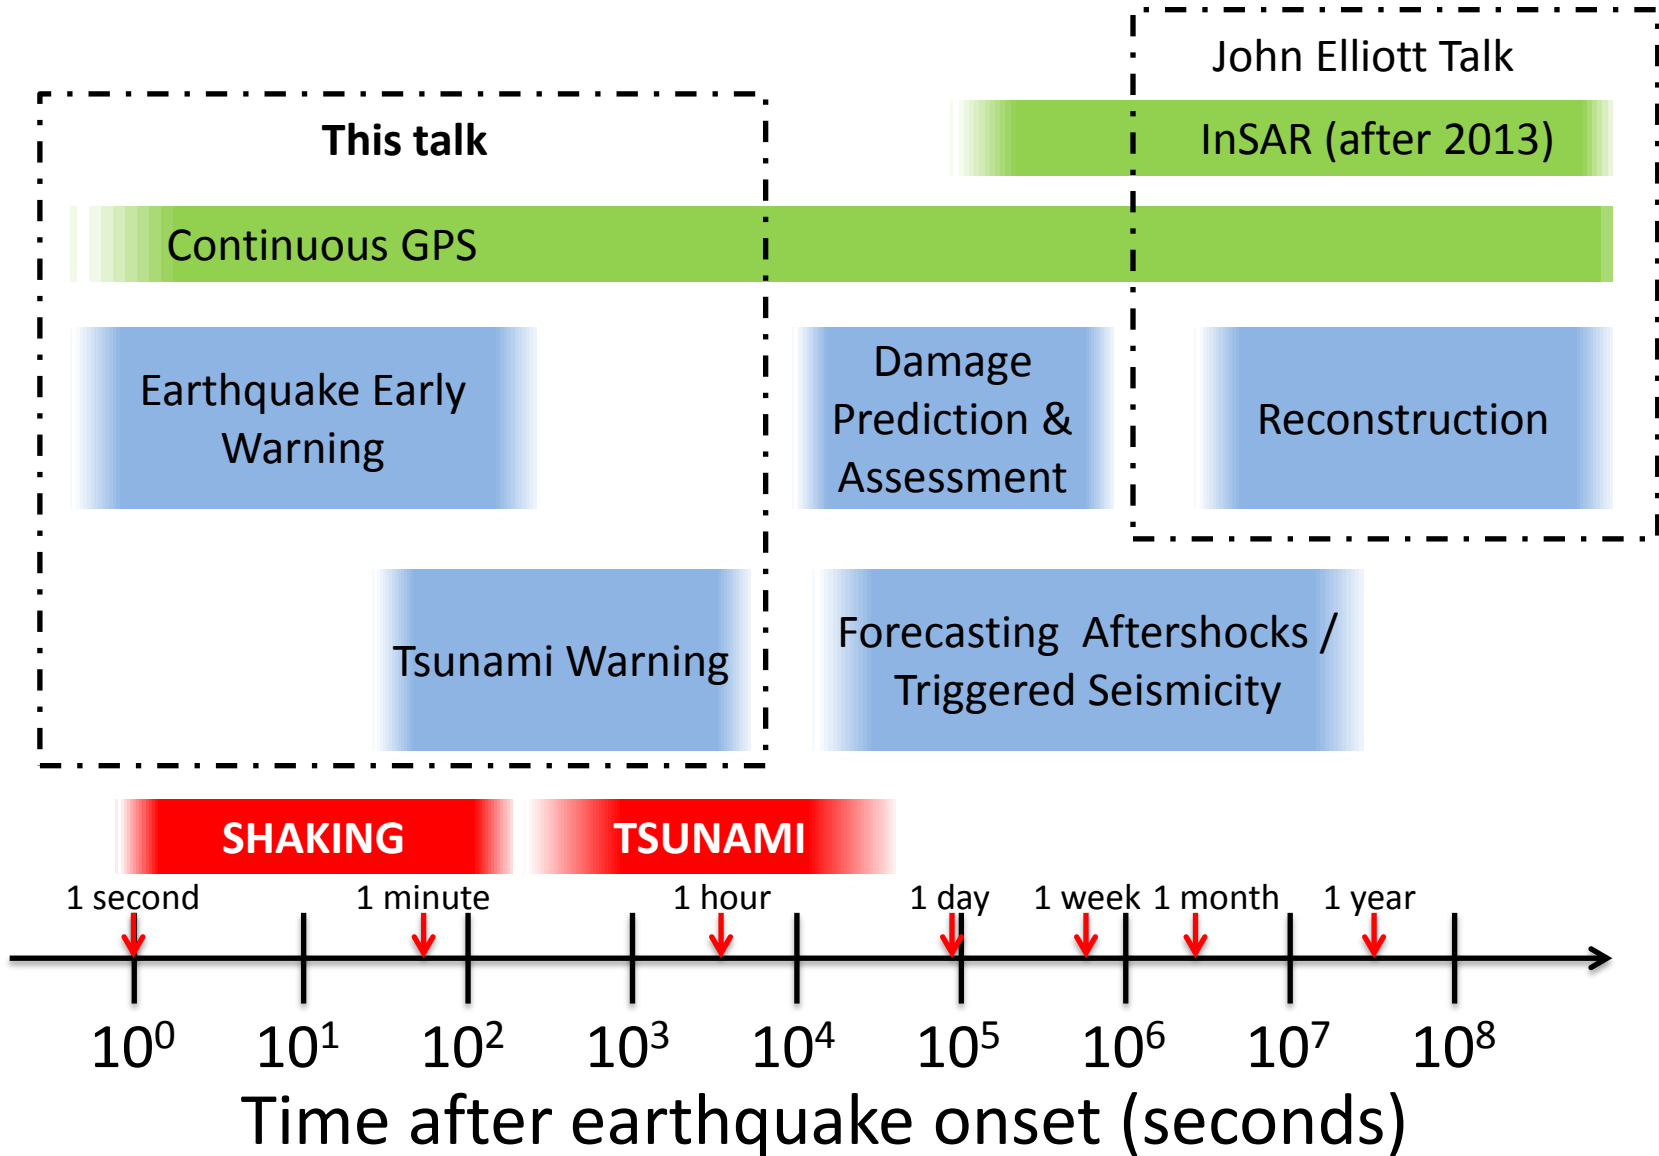 John Elliott Talk
This talk
InSAR (after 2013)
Continuous GPS
Earthquake Early
Warning
Damage
Prediction &
Assessment
Reconstruction
Tsunami Warning
Forecasting  Aftershocks /
Triggered Seismicity
SHAKING
TSUNAMI
1 second
1 minute
1 hour
1 day
1 week
1 month
1 year
10⁰
10¹
10²
10³
10⁴
10⁵
10⁶
10⁷
10⁸
Time after earthquake onset (seconds)